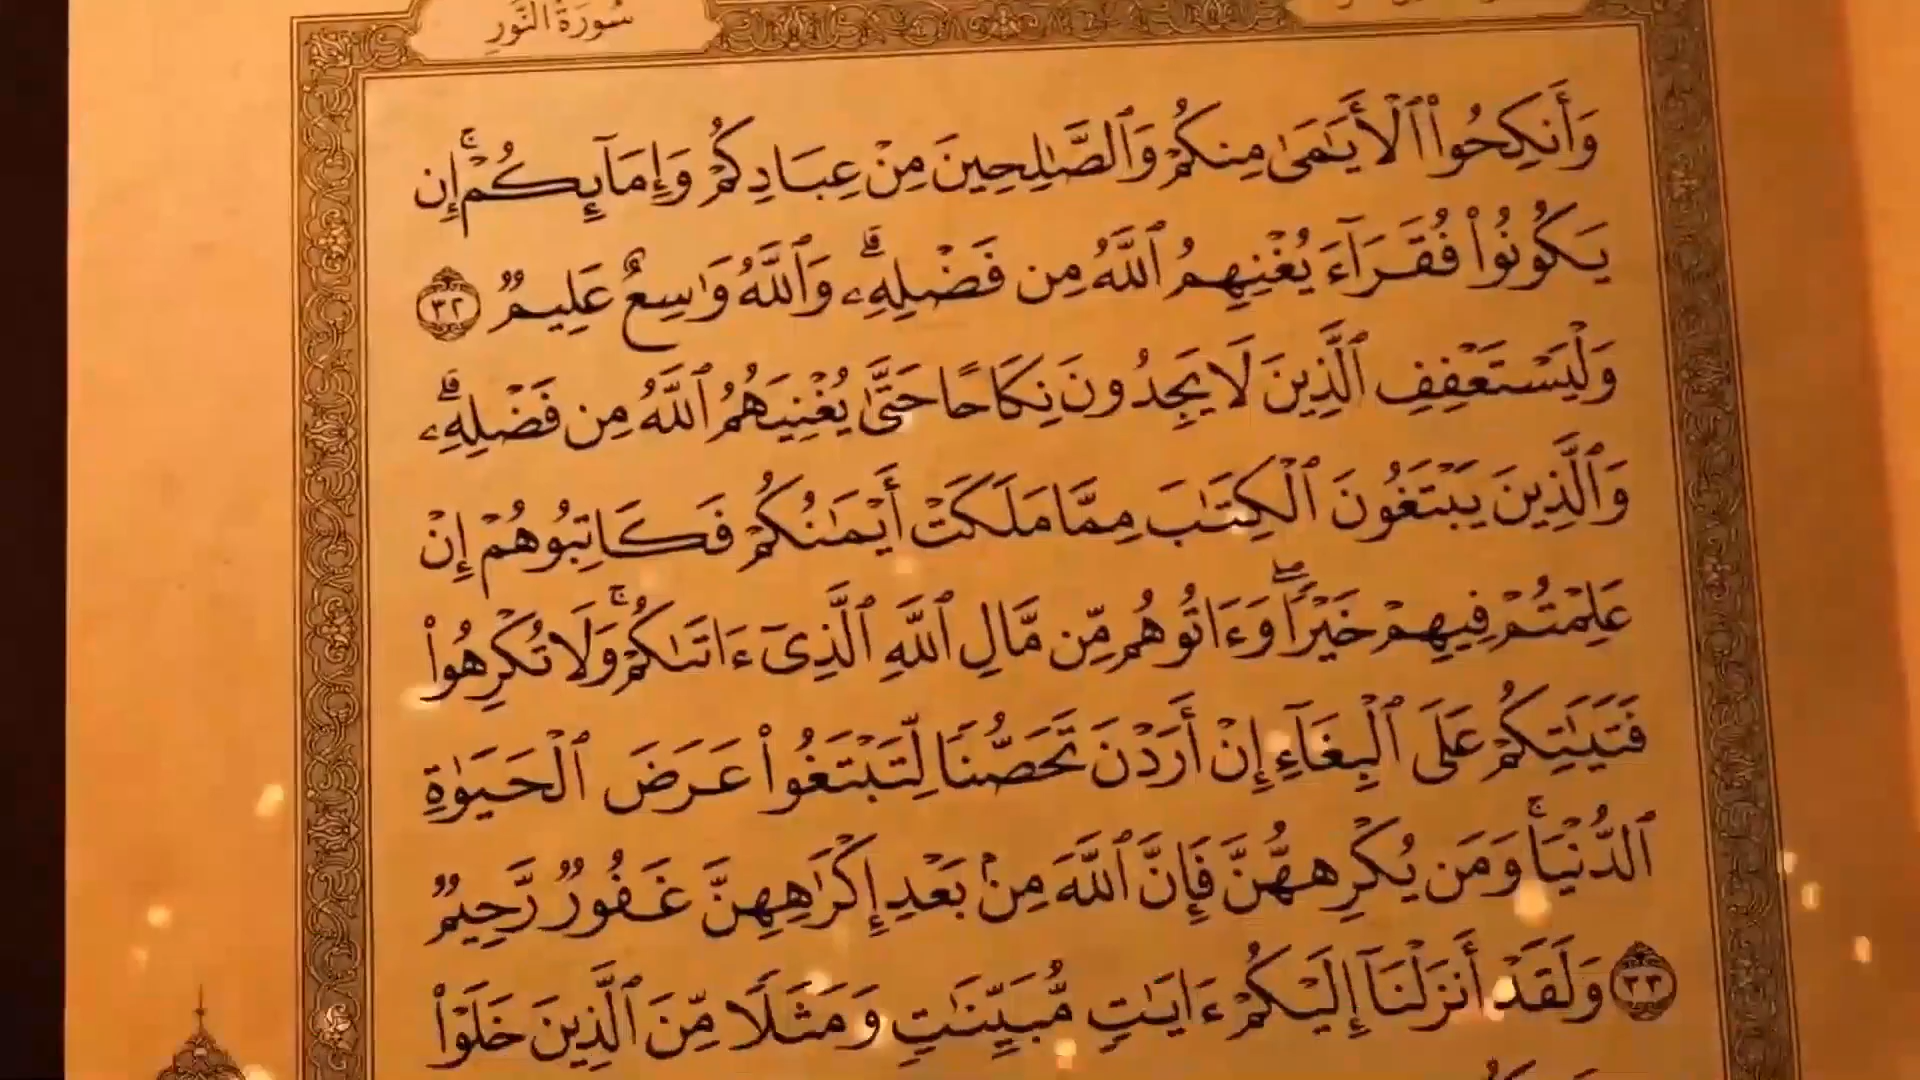 سُورَةُ النُّورِ
وَأَنكِحُوا۟ ٱلْأَيَـٰمَىٰ مِنكُمْ وَٱلصَّـٰلِحِينَ مِنْ عِبَادِكُمْ وَإِمَآئِكُمْ ۚ إِن
يَكُونُوا۟ فُقَرَآءَ يُغْنِهِمُ ٱللَّهُ مِن فَضْلِهِۦ ۗ وَٱللَّهُ وَٰسِعٌ عَلِيمٌ ٣٢
وَلْيَسْتَعْفِفِ ٱلَّذِينَ لَا يَجِدُونَ نِكَاحًا حَتَّىٰ يُغْنِيَهُمُ ٱللَّهُ مِن فَضْلِهِۦ ۗ
وَٱلَّذِينَ يَبْتَغُونَ ٱلْكِتَـٰبَ مِمَّا مَلَكَتْ أَيْمَـٰنُكُمْ فَكَاتِبُوهُمْ إِنْ
عَلِمْتُمْ فِيهِمْ خَيْرًا ۖ وَءَاتُوهُم مِّن مَّالِ ٱللَّهِ ٱلَّذِىٓ ءَاتَىٰكُمْ ۚ وَلَا تُكْرِهُوا۟
فَتَيَـٰتِكُمْ عَلَى ٱلْبِغَآءِ إِنْ أَرَدْنَ تَحَصُّنًا لِّتَبْتَغُوا۟ عَرَضَ ٱلْحَيَوٰةِ
ٱلدُّنْيَا ۚ وَمَن يُكْرِههُّنَّ فَإِنَّ ٱللَّهَ مِنۢ بَعْدِ إِكْرَٰهِهِنَّ غَفُورٌ رَّحِيمٌ
٣٣ وَلَقَدْ أَنزَلْنَآ إِلَيْكُمْ ءَايَـٰتٍ مُّبَيِّنَـٰتٍ وَمَثَلًا مِّنَ ٱلَّذِينَ خَلَوْا۟